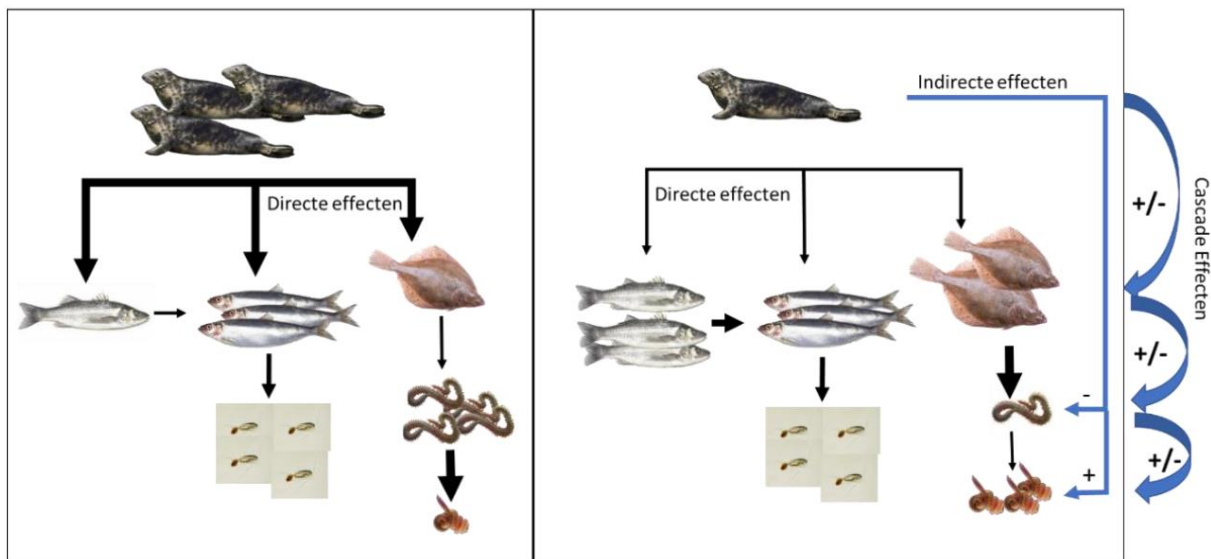 Directe effecten
Indirecte effecten
Directe effecten
-
+
+/-
+/-
+/-
Cascade Effecten